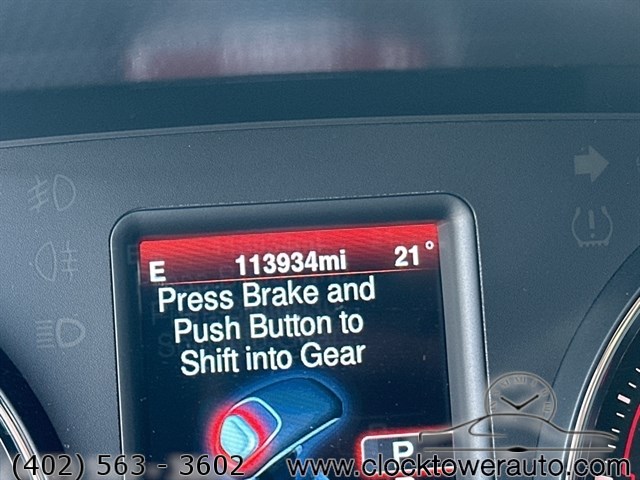 E 113934mi 21°
Press Brake and
Push Button to
Shift into Gear
P
(402) 563 - 3602 www.clocktowerauto.com